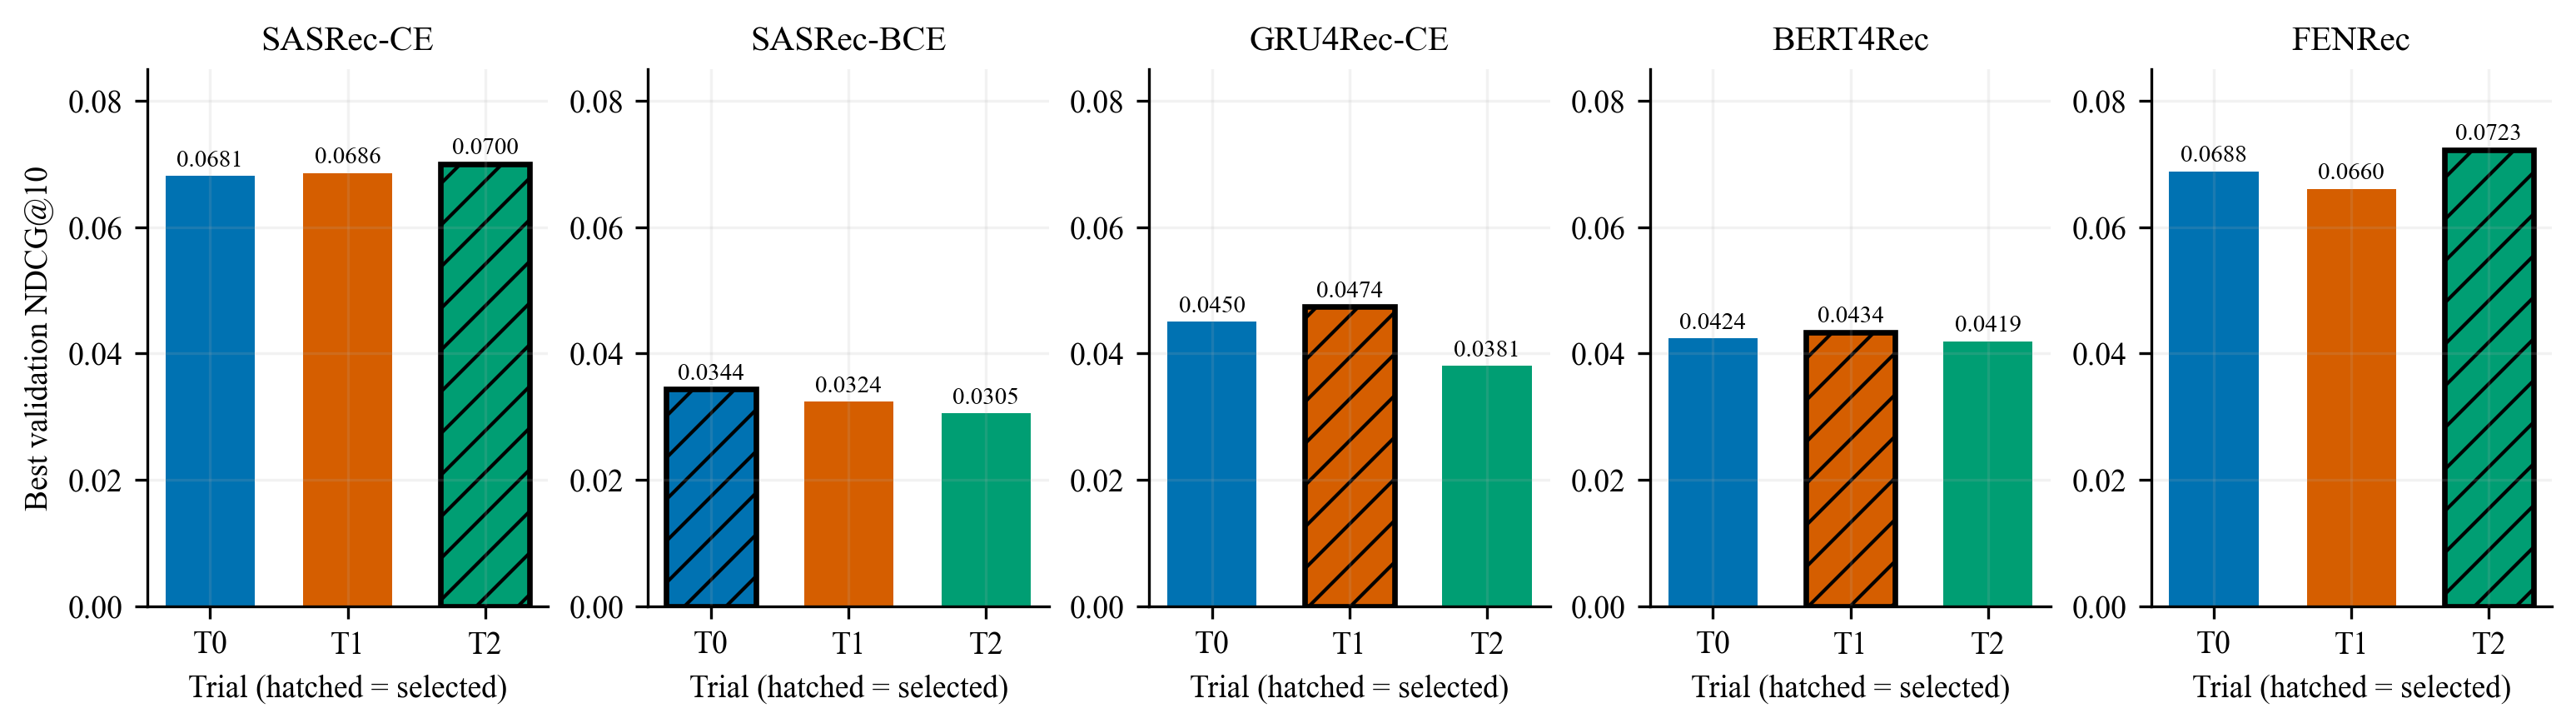 SASRec-CE
Best validation NDCG@10
0.08
0.06
0.04
0.02
0.00
0.0681
0.0686
0.0700
T0 T1 T2
Trial (hatched = selected)
SASRec-BCE
0.08
0.06
0.04
0.02
0.00
0.0344
0.0324
0.0305
T0 T1 T2
Trial (hatched = selected)
GRU4Rec-CE
0.08
0.06
0.04
0.02
0.00
0.0450
0.0474
0.0381
T0 T1 T2
Trial (hatched = selected)
BERT4Rec
0.08
0.06
0.04
0.02
0.00
0.0424
0.0434
0.0419
T0 T1 T2
Trial (hatched = selected)
FENRec
0.08
0.06
0.04
0.02
0.00
0.0688
0.0660
0.0723
T0 T1 T2
Trial (hatched = selected)